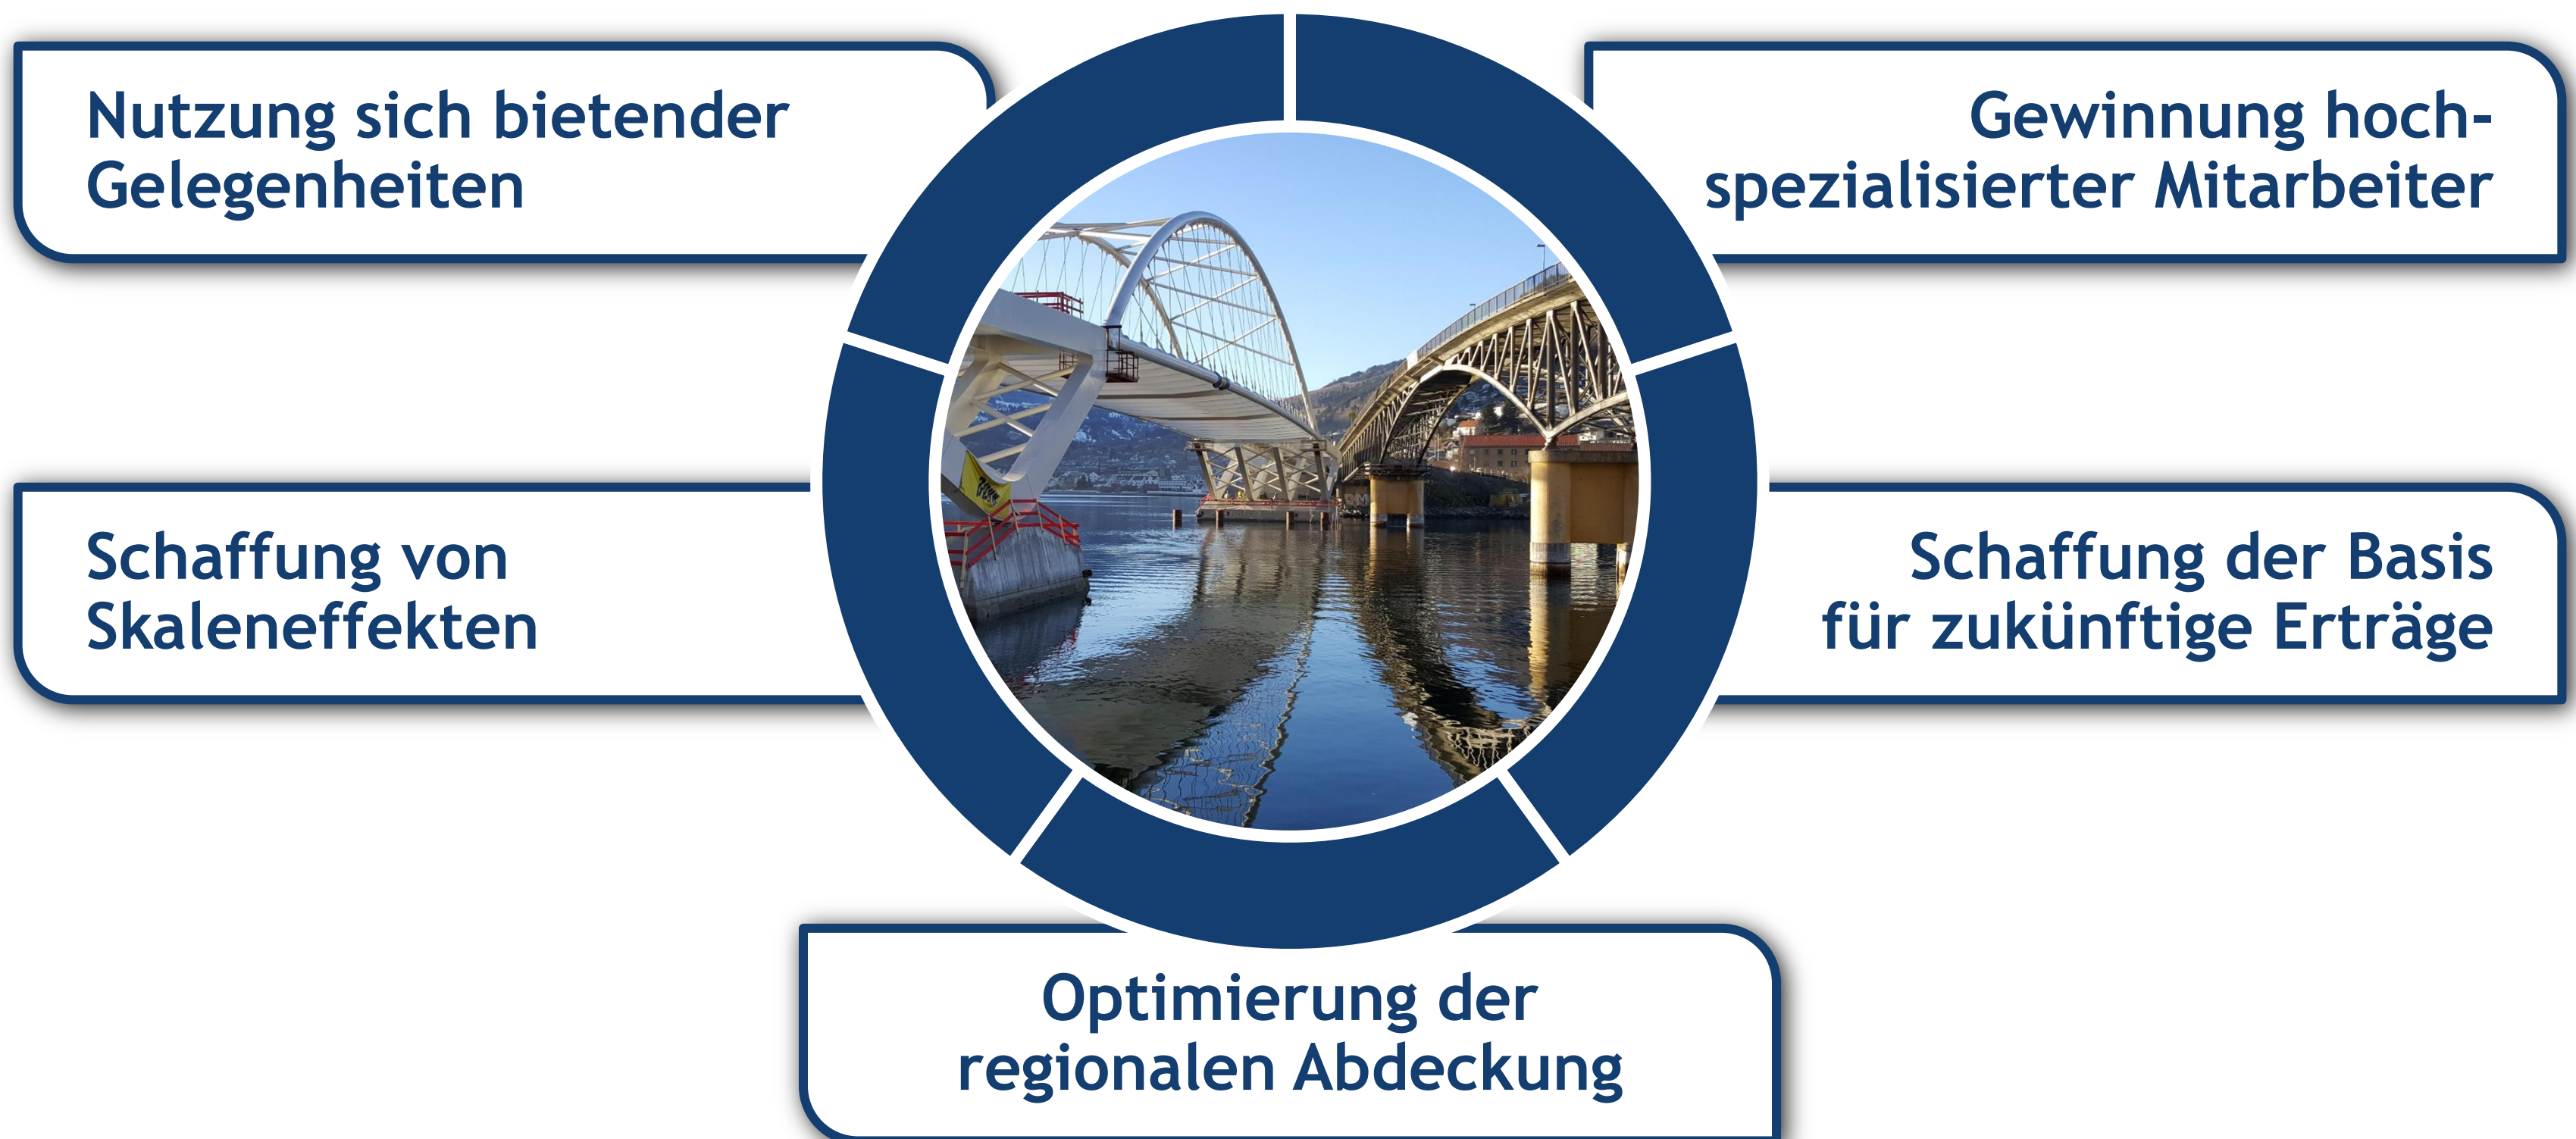 Nutzung sich bietender
Gelegenheiten
Gewinnung hoch-
spezialisierter Mitarbeiter
Schaffung von
Skaleneffekten
Schaffung der Basis
für zukünftige Erträge
Optimierung der
regionalen Abdeckung